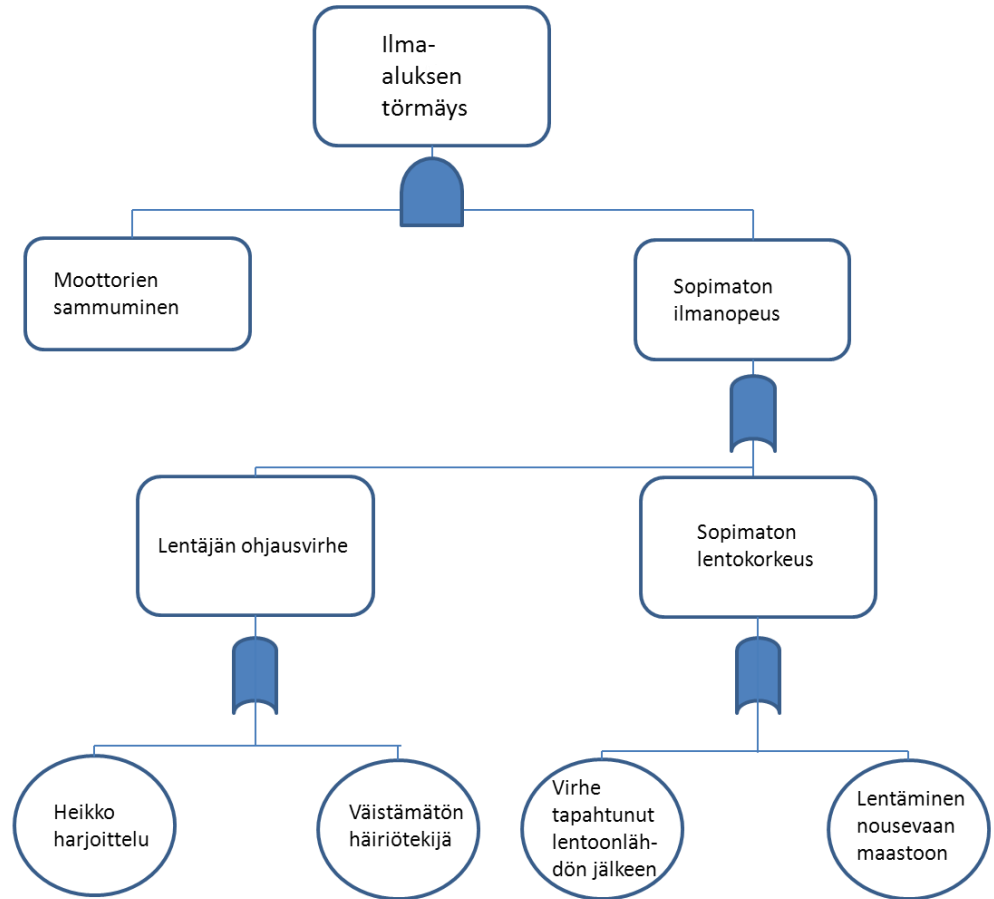 Ilma-
aluksen
törmäys
Moottorien
sammuminen
Sopimaton
ilmanopeus
Lentäjän ohjausvirhe
Sopimaton
lentokorkeus
Heikko
harjoittelu
Väistämätön
häiriötekijä
Virhe
tapahtunut
lentoonläh-
dön jälkeen
Lentäminen
nousevaan
maastoon